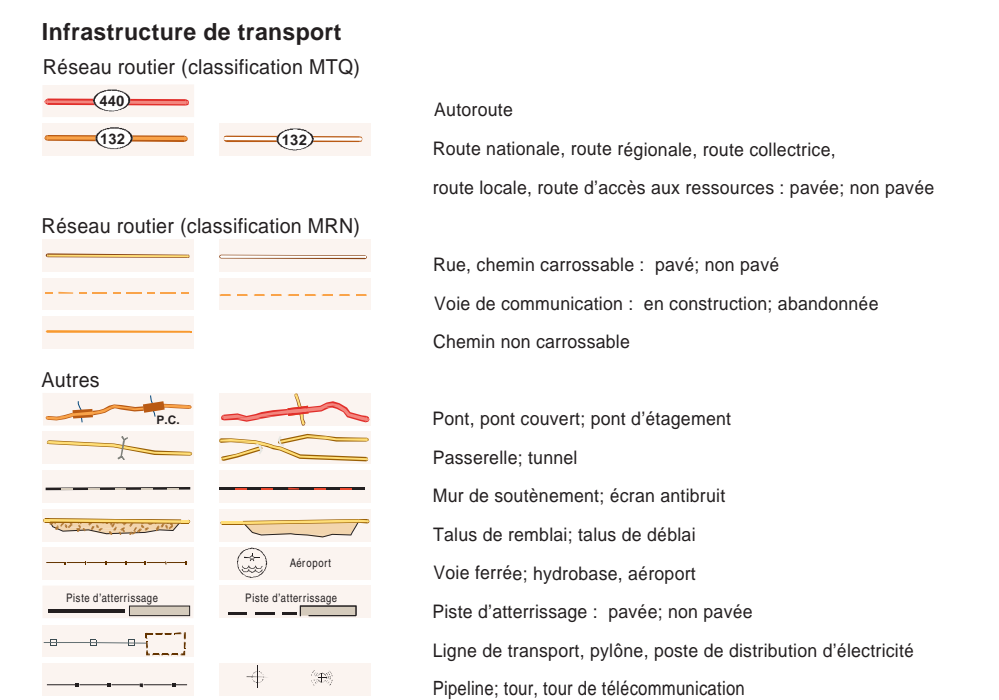 Infrastructure de transport
Réseau routier (classification MTQ)
440
Autoroute
132 132
Route nationale, route régionale, route collectrice,
route locale, route d'accès aux ressources : pavée; non pavée
Réseau routier (classification MRN)
Rue, chemin carrossable : pavé; non pavé
Voie de communication : en construction; abandonnée
Chemin non carrossable
Autres
P.C.
Pont, pont couvert; pont d'étagement
Passerelle; tunnel
Mur de soutènement; écran antibruit
Talus de remblai; talus de déblai
Aéroport
Voie ferrée; hydrobase, aéroport
Piste d'atterrissage Piste d'atterrissage
Piste d'atterrissage : pavée; non pavée
Ligne de transport, pylône, poste de distribution d'électricité
Pipeline; tour, tour de télécommunication